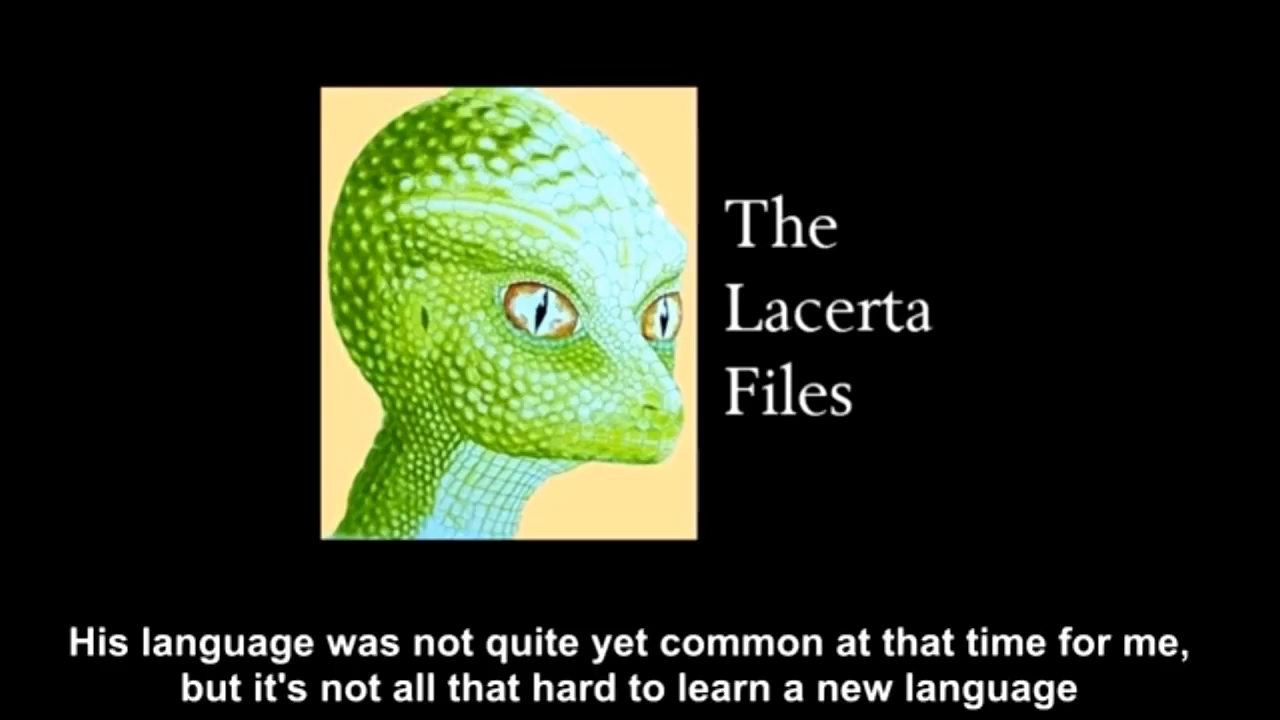 The
Lacerta
Files
His language was not quite yet common at that time for me,
but it's not all that hard to learn a new language